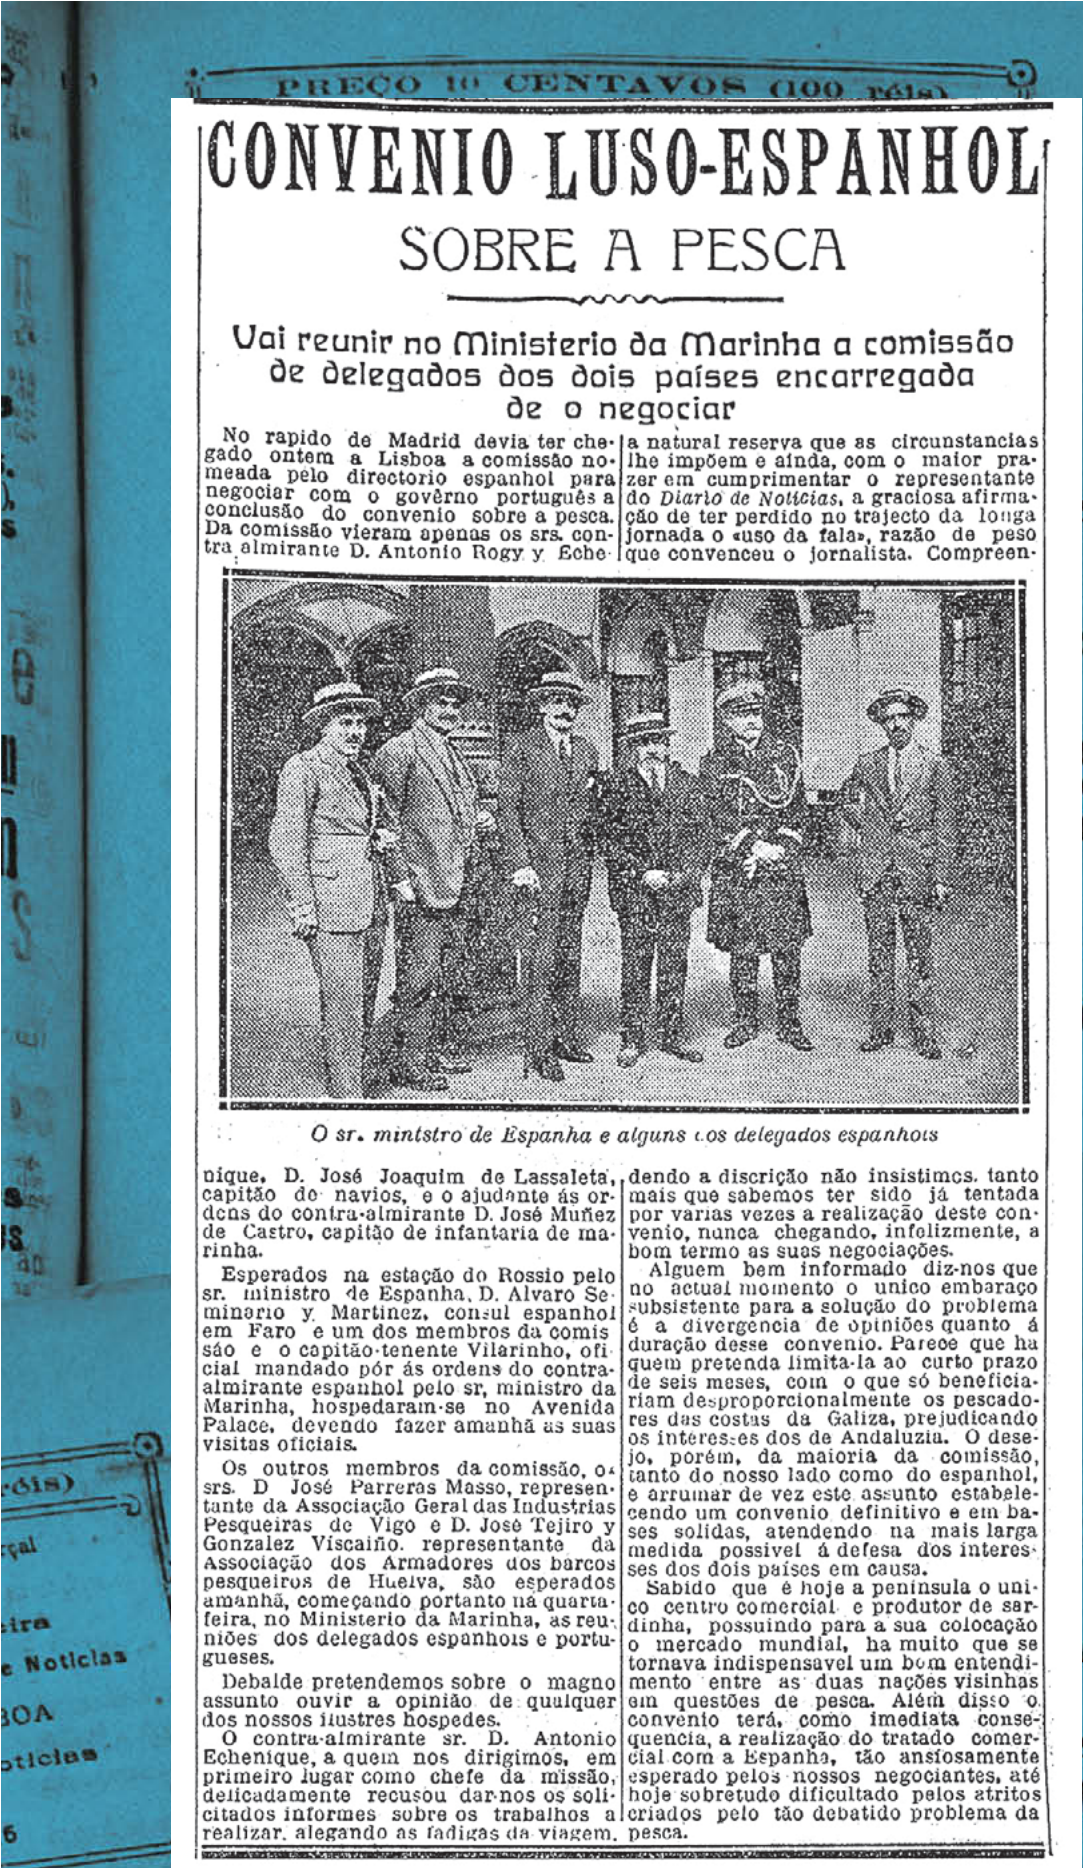 PREÇO 10 CENTAVOS (100 réis)
CONVENIO LUSO-ESPANHOL
SOBRE A PESCA
Vai reunir no Ministerio da Marinha a comissão
de delegados dos dois países encarregada
de o negociar
No rapido de Madrid devia ter che-
gado ontem a Lisboa a comissão no-
meada pelo directorio espanhol para
negociar com o govêrno português a
conclusão do convenio sobre a pesca.
Da comissão vieram apenas os srs. con-
tra almirante D. Antonio Rogy y Eche-
nique, D. José Joaquim de Lassaleta,
capitão de navios, e o ajudante ás or-
dens do contra-almirante D. José Muñez
de Castro, capitão de infantaria de ma-
rinha.
Esperados na estação do Rossio pelo
sr. ministro de Espanha, D. Alvaro Se-
minario y Martinez, consul espanhol
em Faro e um dos membros da comis
são e o capitão-tenente Vilarinho, ofi-
cial mandado pór ás ordens do contra-
almirante espanhol pelo sr, ministro da
Marinha, hospedaram-se no Avenida
Palace, devendo fazer amanhã as suas
visitas oficiais.
Os outros membros da comissão, os
srs. D José Parreras Masso, represen-
tante da Associação Geral das Industrias
Pesqueiras de Vigo e D. José Tejiro y
Gonzalez Viscaiño. representante da
Associação dos Armadores dos barcos
pesqueiros de Huelva, são esperados
amanhã, começando portanto na quarta-
feira, no Ministerio da Marinha, as reu-
niões dos delegados espanhois e portu-
gueses.
Debalde pretendemos sobre o magno
assunto ouvir a opinião de qualquer
dos nossos ilustres hospedes.
O contra-almirante sr. D. Antonio
Echenique, a quem nos dirigimos, em
primeiro lugar como chefe da missão,
delicadamente recusou dar-nos os soli-
citados informes sobre os trabalhos a
realizar. alegando as fadigas da viagem,
a natural reserva que as circunstancias
lhe impõem e ainda, com o maior pra-
zer em cumprimentar o representante
do Diario de Noticias, a graciosa afirma-
ção de ter perdido no trajecto da longa
jornada o «uso da fala», razão de peso
que convenceu o jornalista. Compreen-
O sr. ministro de Espanha e alguns dos delegados espanhois
dendo a discrição não insistimos. tanto
mais que sabemos ter sido já tentada
por varias vezes a realização deste con-
venio, nunca chegando, infelizmente, a
bom termo as suas negociações.
Alguem bem informado diz-nos que
no actual momento o unico embaraço
subsistente para a solução do problema
é a divergencia de opiniões quanto á
duração desse convenio. Parece que ha
quem pretenda limita-la ao curto prazo
de seis meses, com o que só beneficia-
riam desproporcionalmente os pescado-
res das costas da Galiza, prejudicando
os interesses dos de Andaluzia. O dese-
jo, porém, da maioria da comissão,
tanto do nosso lado como do espanhol,
e arrumar de vez este assunto estabele-
cendo um convenio definitivo e em ba-
ses solidas, atendendo na mais larga
medida possivel á defesa dos interes-
ses dos dois países em causa.
Sabido que é hoje a peninsula o uni-
co centro comercial e produtor de sar-
dinha, possuindo para a sua colocação
o mercado mundial, ha muito que se
tornava indispensavel um bom entendi-
mento entre as duas nações visinhas
em questões de pesca. Além disso o
convenio terá, como imediata conse-
quencia, a realização do tratado comer-
cial com a Espanha, tão ansiosamente
esperado pelos nossos negociantes, até
hoje sobretudo dificultado pelos atritos
criados pelo tão debatido problema da
pesca.
réis)
e Noticias
BOA
oticias
6